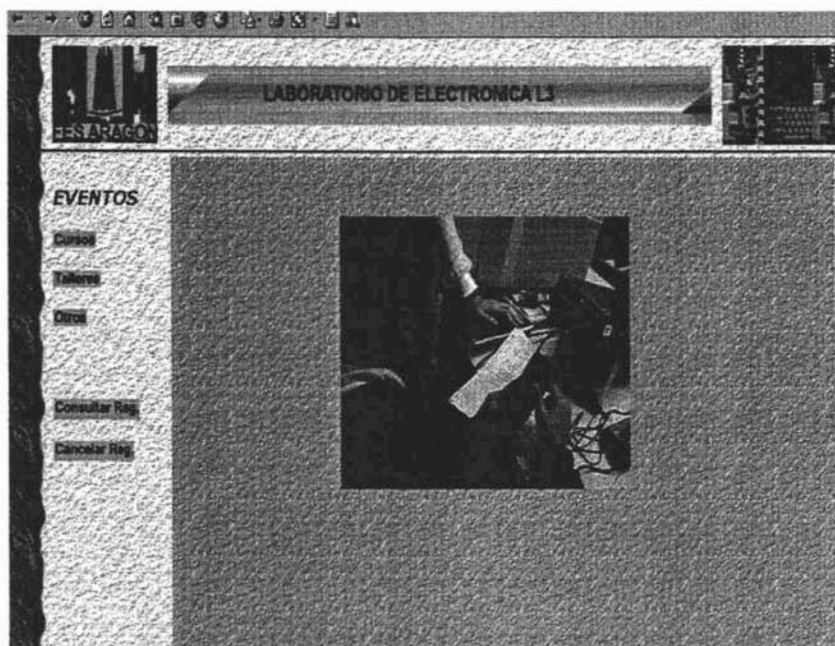 LABORATORIO DE ELECTRONICA L3
FES ARAGON
EVENTOS
Cursos
Talleres
Otros
Consultar Reg.
Cancelar Reg.